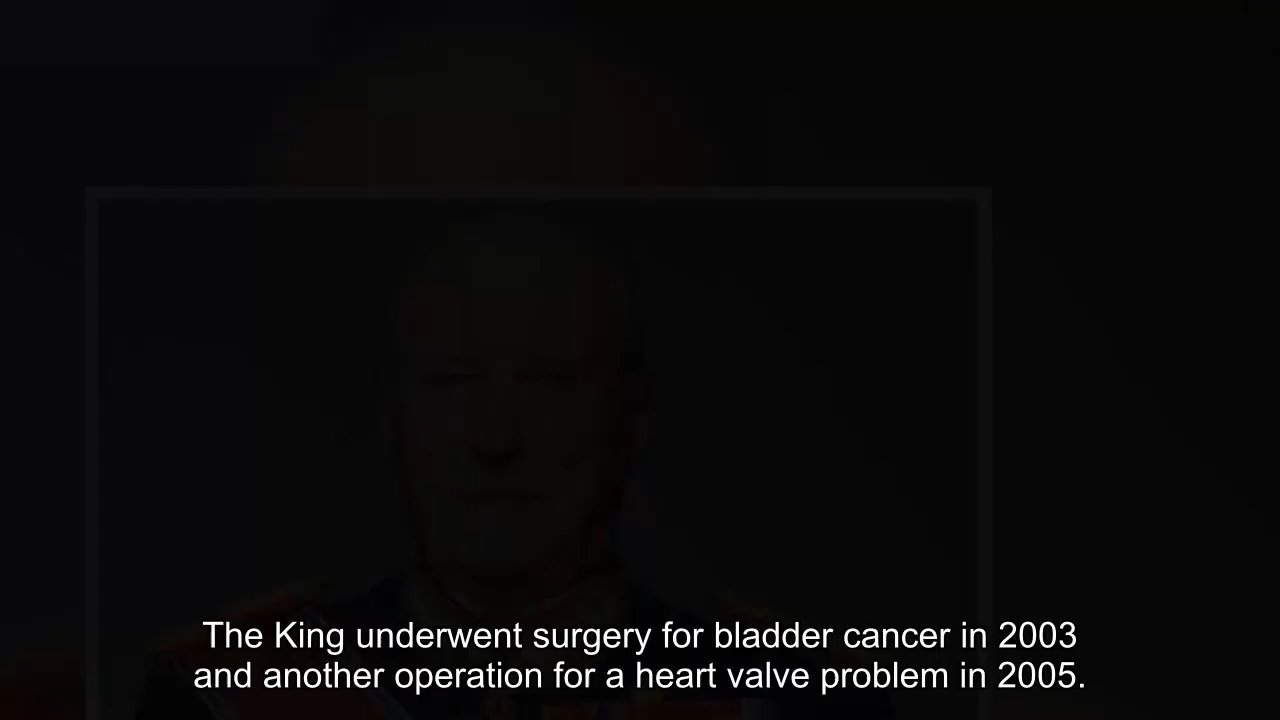 The King underwent surgery for bladder cancer in 2003
and another operation for a heart valve problem in 2005.